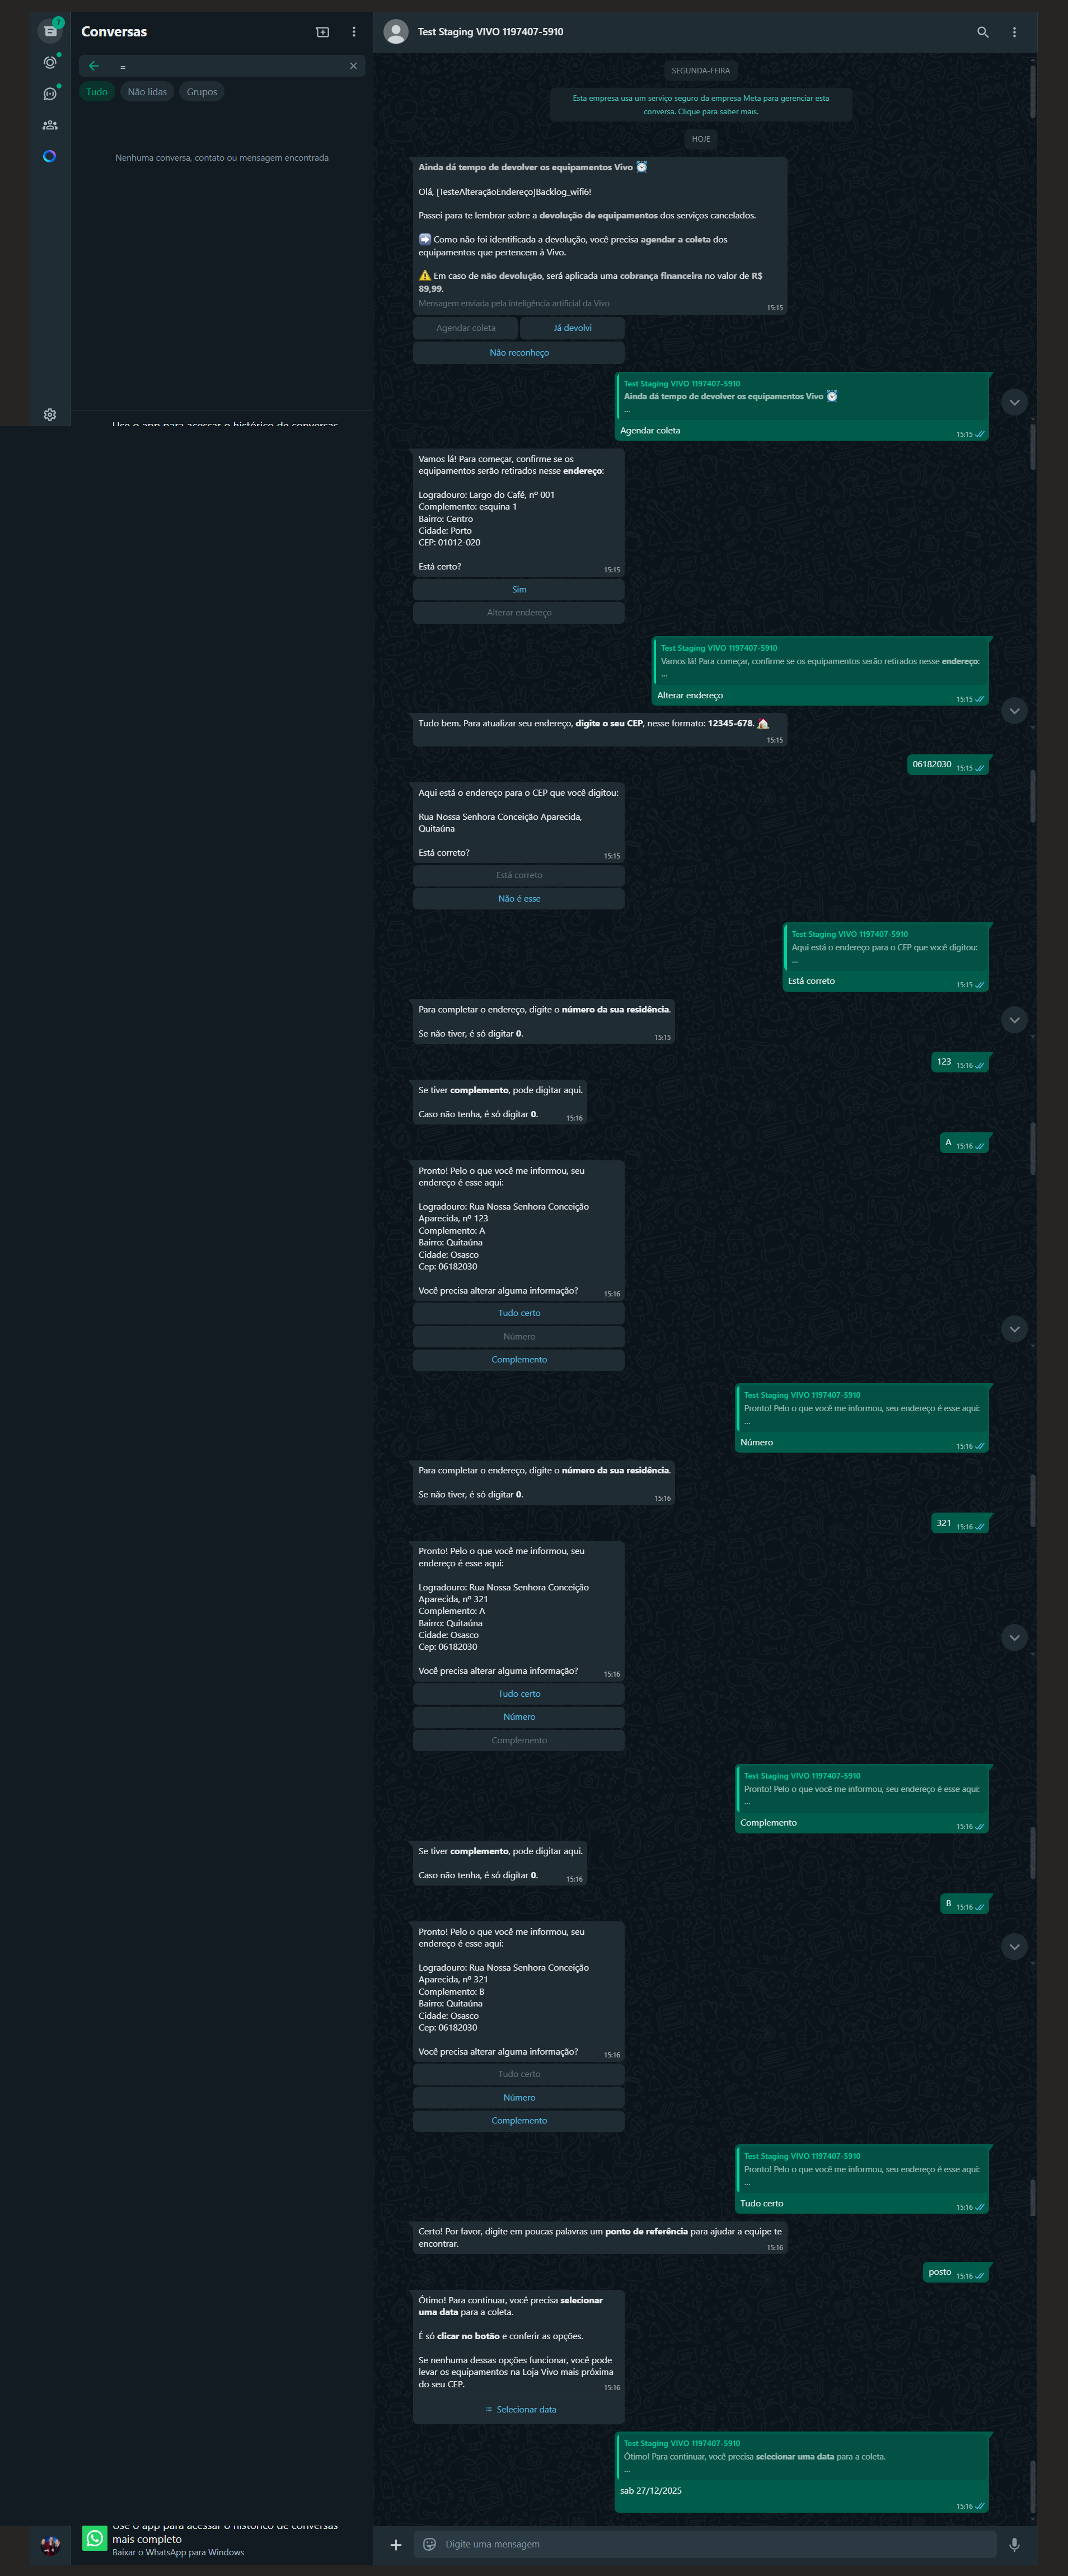 7
Conversas
=
Tudo
Não lidas
Grupos
Nenhuma conversa, contato ou mensagem encontrada
Test Staging VIVO 1197407-5910
SEGUNDA-FEIRA
Esta empresa usa um serviço seguro da empresa Meta para gerenciar esta
conversa. Clique para saber mais.
HOJE
Ainda dá tempo de devolver os equipamentos Vivo ⏰
Olá, [TesteAlteraçãoEndereço]Backlog_wifi6!
Passei para te lembrar sobre a devolução de equipamentos dos serviços cancelados.
➡️ Como não foi identificada a devolução, você precisa agendar a coleta dos
equipamentos que pertencem à Vivo.
⚠️ Em caso de não devolução, será aplicada uma cobrança financeira no valor de R$
89,99.
Mensagem enviada pela inteligência artificial da Vivo
15:15
Agendar coleta
Já devolvi
Não reconheço
Test Staging VIVO 1197407-5910
Ainda dá tempo de devolver os equipamentos Vivo ⏰
...
Agendar coleta
15:15
Vamos lá! Para começar, confirme se os
equipamentos serão retirados nesse endereço:
Logradouro: Largo do Café, nº 001
Complemento: esquina 1
Bairro: Centro
Cidade: Porto
CEP: 01012-020
Está certo?
15:15
Sim
Alterar endereço
Test Staging VIVO 1197407-5910
Vamos lá! Para começar, confirme se os equipamentos serão retirados nesse endereço:
...
Alterar endereço
15:15
Tudo bem. Para atualizar seu endereço, digite o seu CEP, nesse formato: 12345-678. 🏠
15:15
06182030
15:15
Aqui está o endereço para o CEP que você digitou:
Rua Nossa Senhora Conceição Aparecida,
Quitaúna
Está correto?
15:15
Está correto
Não é esse
Test Staging VIVO 1197407-5910
Aqui está o endereço para o CEP que você digitou:
...
Está correto
15:15
Para completar o endereço, digite o número da sua residência.
Se não tiver, é só digitar 0.
15:15
123
15:16
Se tiver complemento, pode digitar aqui.
Caso não tenha, é só digitar 0.
15:16
A
15:16
Pronto! Pelo o que você me informou, seu
endereço é esse aqui:
Logradouro: Rua Nossa Senhora Conceição
Aparecida, nº 123
Complemento: A
Bairro: Quitaúna
Cidade: Osasco
Cep: 06182030
Você precisa alterar alguma informação?
15:16
Tudo certo
Número
Complemento
Test Staging VIVO 1197407-5910
Pronto! Pelo o que você me informou, seu endereço é esse aqui:
...
Número
15:16
Para completar o endereço, digite o número da sua residência.
Se não tiver, é só digitar 0.
15:16
321
15:16
Pronto! Pelo o que você me informou, seu
endereço é esse aqui:
Logradouro: Rua Nossa Senhora Conceição
Aparecida, nº 321
Complemento: A
Bairro: Quitaúna
Cidade: Osasco
Cep: 06182030
Você precisa alterar alguma informação?
15:16
Tudo certo
Número
Complemento
Test Staging VIVO 1197407-5910
Pronto! Pelo o que você me informou, seu endereço é esse aqui:
...
Complemento
15:16
Se tiver complemento, pode digitar aqui.
Caso não tenha, é só digitar 0.
15:16
B
15:16
Pronto! Pelo o que você me informou, seu
endereço é esse aqui:
Logradouro: Rua Nossa Senhora Conceição
Aparecida, nº 321
Complemento: B
Bairro: Quitaúna
Cidade: Osasco
Cep: 06182030
Você precisa alterar alguma informação?
15:16
Tudo certo
Número
Complemento
Test Staging VIVO 1197407-5910
Pronto! Pelo o que você me informou, seu endereço é esse aqui:
...
Tudo certo
15:16
Certo! Por favor, digite em poucas palavras um ponto de referência para ajudar a equipe te
encontrar.
15:16
posto
15:16
Ótimo! Para continuar, você precisa selecionar
uma data para a coleta.
É só clicar no botão e conferir as opções.
Se nenhuma dessas opções funcionar, você pode
levar os equipamentos na Loja Vivo mais próxima
do seu CEP.
15:16
Selecionar data
Test Staging VIVO 1197407-5910
Ótimo! Para continuar, você precisa selecionar uma data para a coleta.
...
sab 27/12/2025
15:16
Use o app para acessar o histórico de conversas
mais completo
Baixar o WhatsApp para Windows
Digite uma mensagem